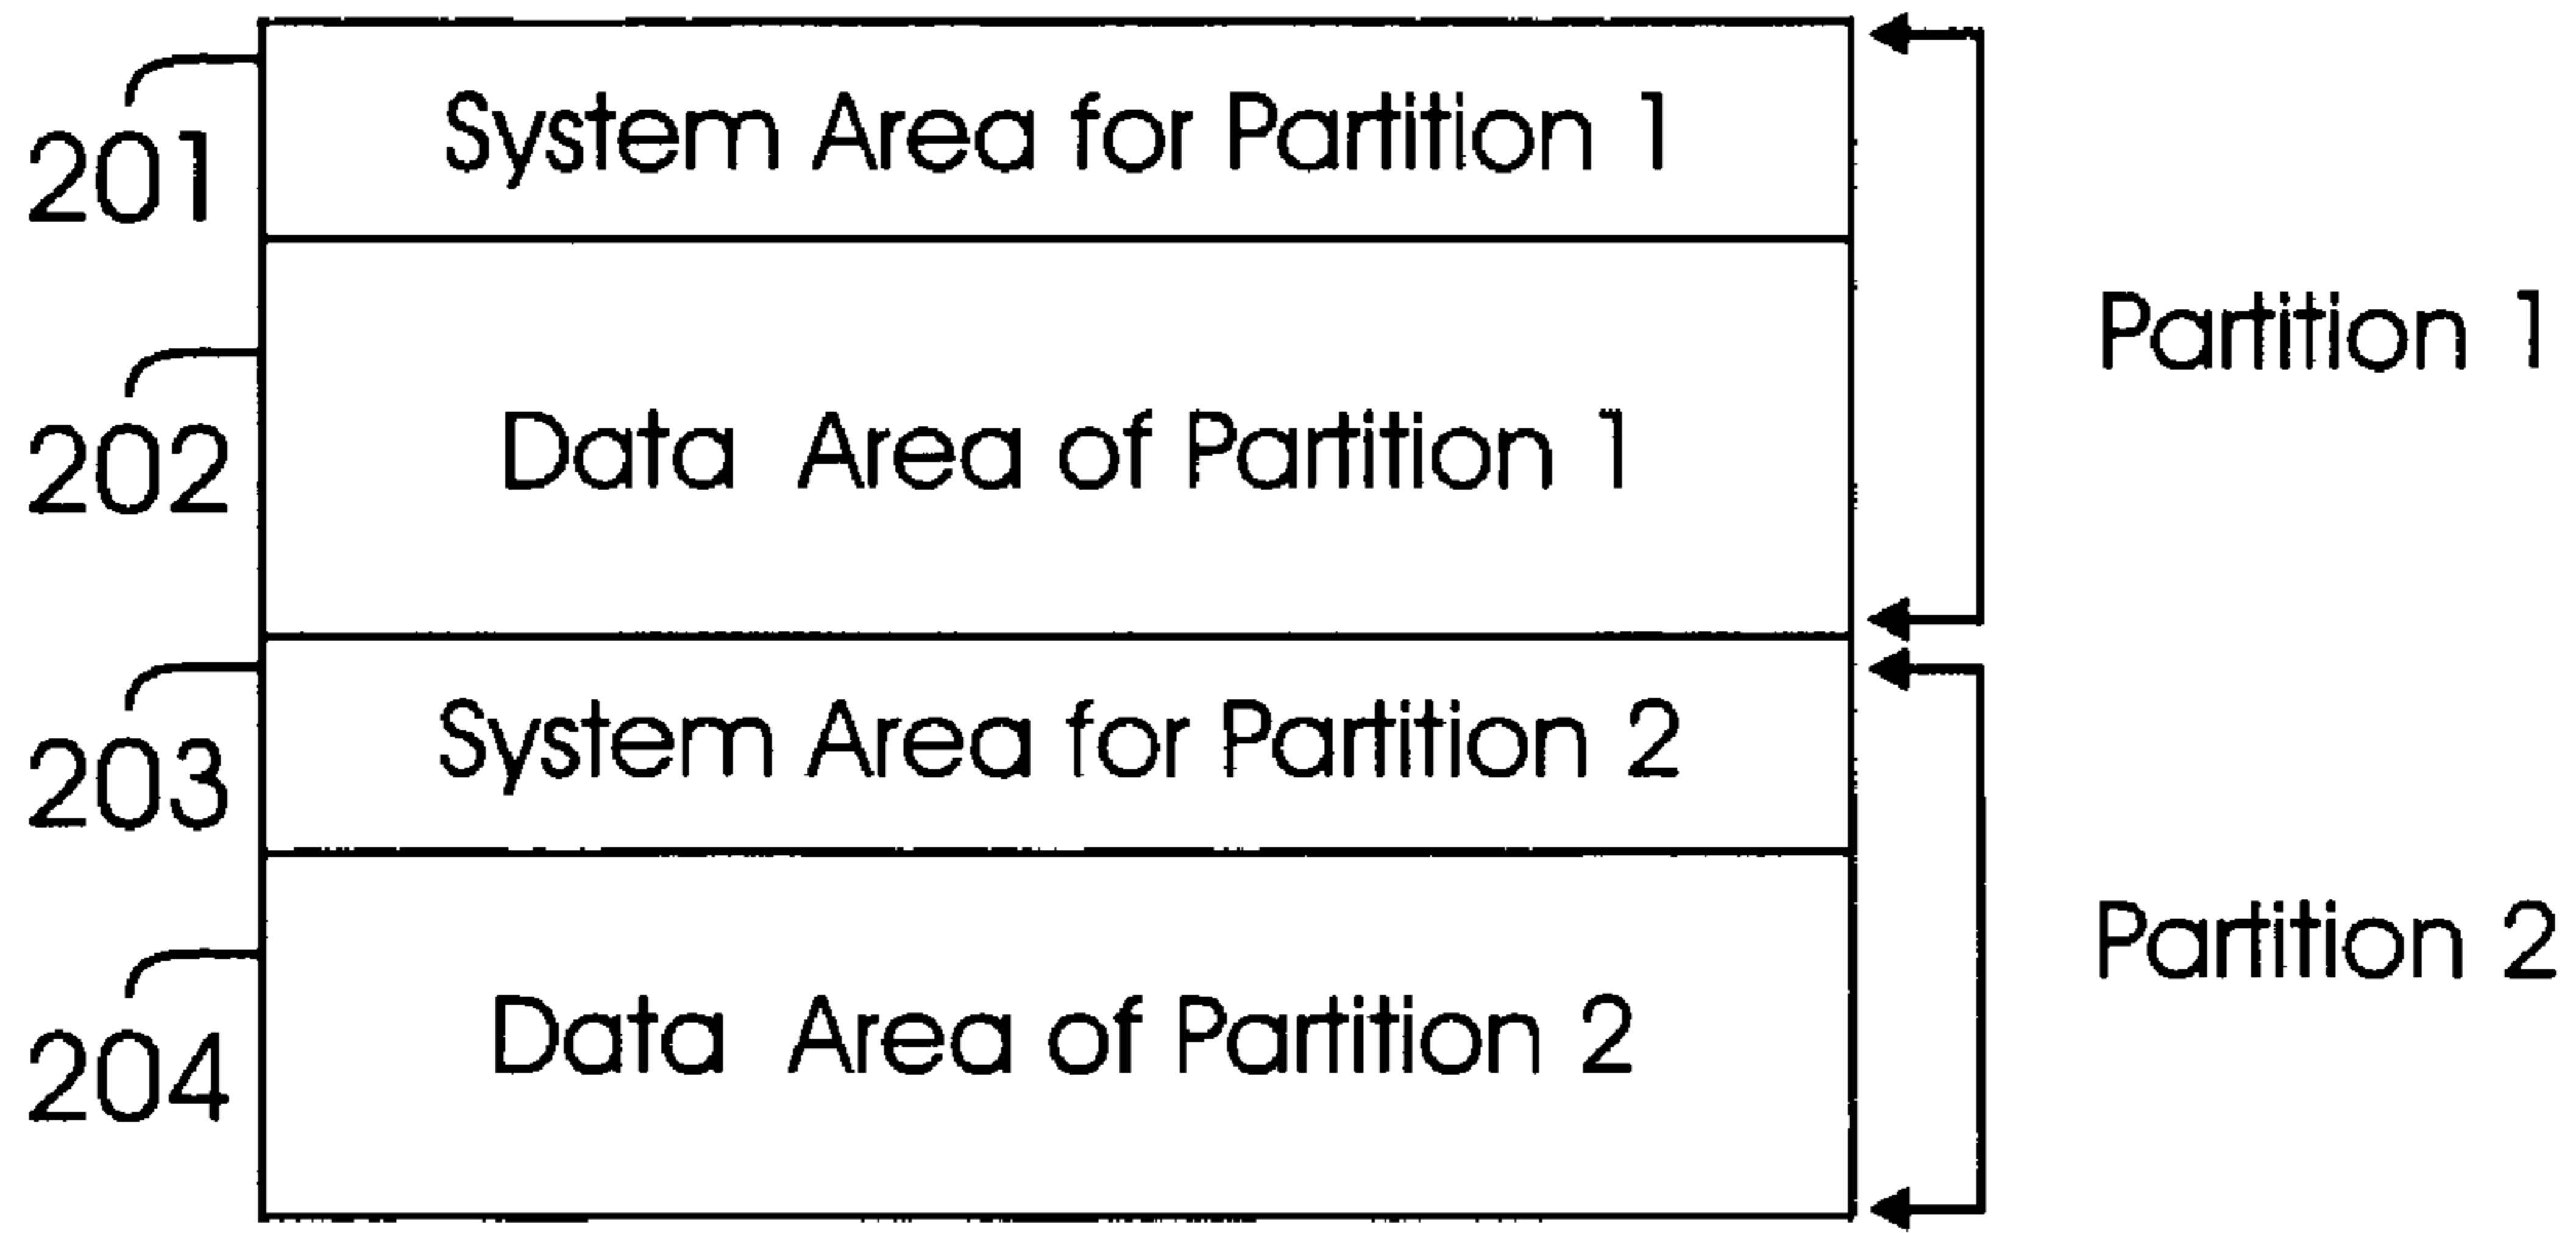 System Area for Partition 1
201
Partition 1
Data Area of Partition 1
202
System Area for Partition 2
203
Partition 2
Data Area of Partition 2
204